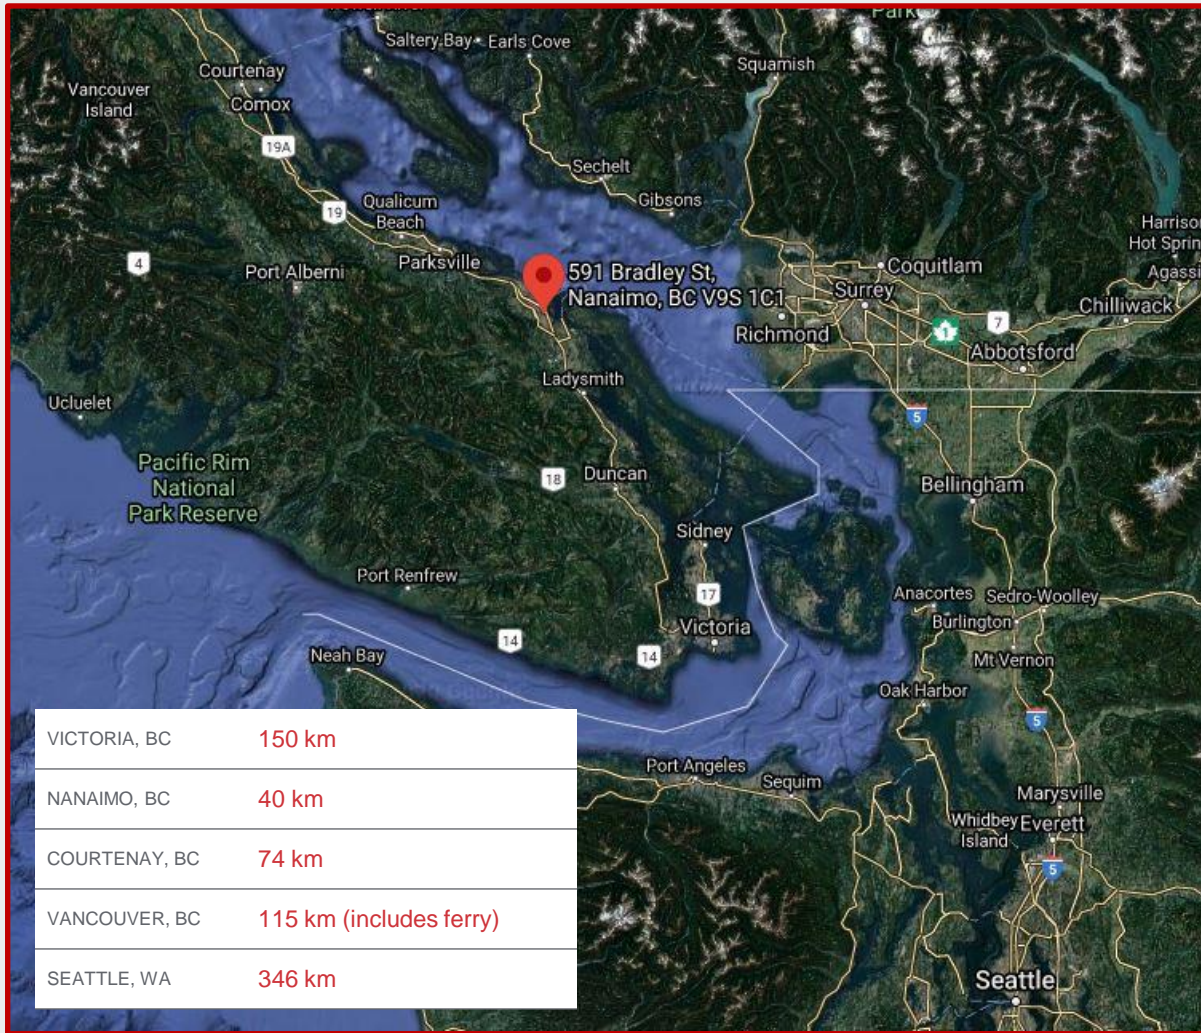 Park
Saltery Bay
Earls Cove
Squamish
Courtenay
Comox
Vancouver
Island
19A
Sechelt
Gibsons
Harrison
Hot Spring
19
Qualicum
Beach
4
Port Alberni
Parksville
591 Bradley St,
Nanaimo, BC V9S 1C1
Coquitlam
Agassi
Surrey
Chilliwack
Richmond
1
7
Abbotsford
Ladysmith
Ucluelet
5
Pacific Rim
National
Park Reserve
18
Duncan
Bellingham
Sidney
Port Renfrew
17
Anacortes
Sedro-Woolley
Burlington
14
14
Victoria
Neah Bay
Mt Vernon
Oak Harbor
5
Port Angeles
Sequim
Marysville
Whidbey
Island
Everett
5
Seattle
VICTORIA, BC 150 km
NANAIMO, BC 40 km
COURTENAY, BC 74 km
VANCOUVER, BC 115 km (includes ferry)
SEATTLE, WA 346 km